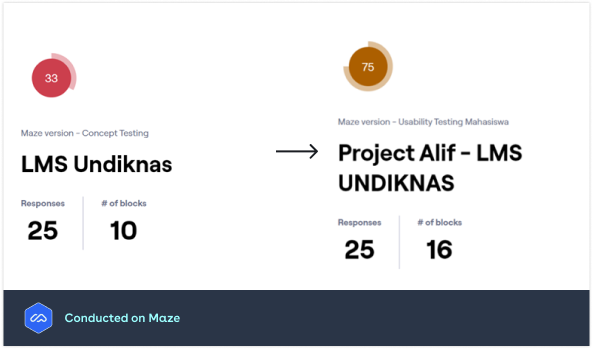 33
Maze version - Concept Testing
LMS Undiknas
Responses
# of blocks
25
10
75
Maze version - Usability Testing Mahasiswa
Project Alif - LMS
UNDIKNAS
Responses
# of blocks
25
16
Conducted on Maze